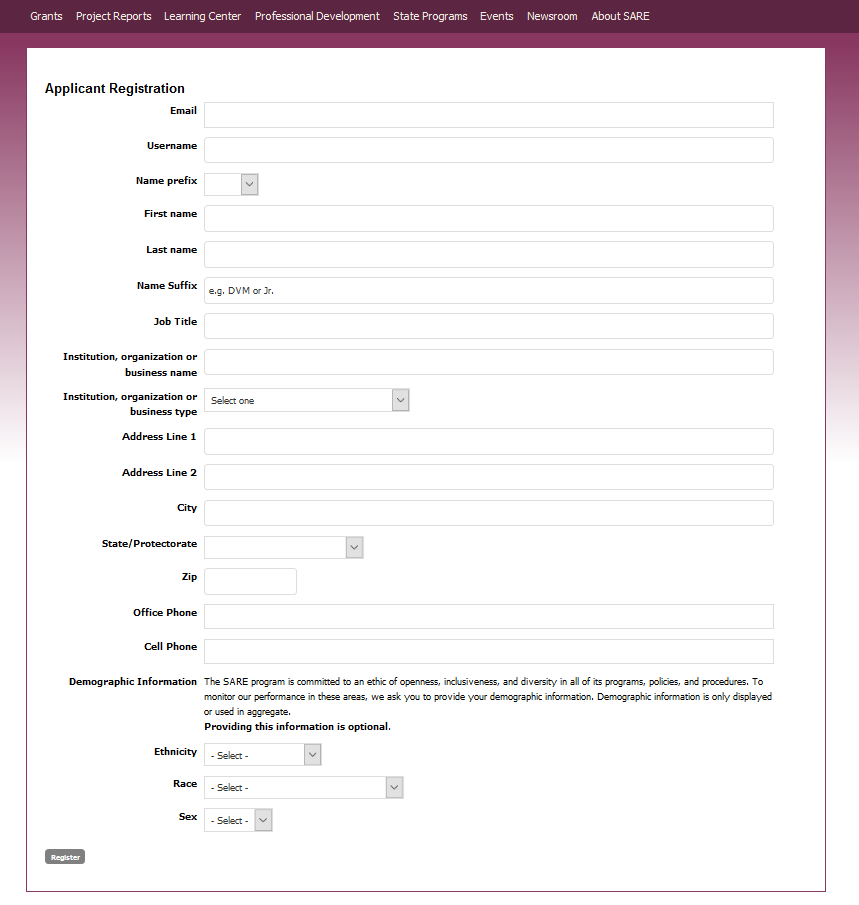 Grants Project Reports Learning Center Professional Development State Programs Events Newsroom About SARE
Applicant Registration
Email
Username
Name prefix
First name
Last name
Name Suffix e.g. DVM or Jr.
Job Title
Institution, organization or
business name
Institution, organization or
business type Select one
Address Line 1
Address Line 2
City
State/Protectorate
Zip
Office Phone
Cell Phone
Demographic Information The SARE program is committed to an ethic of openness, inclusiveness, and diversity in all of its programs, policies, and procedures. To
monitor our performance in these areas, we ask you to provide your demographic information. Demographic information is only displayed
or used in aggregate.
Providing this information is optional.
Ethnicity - Select -
Race - Select -
Sex - Select -
Register